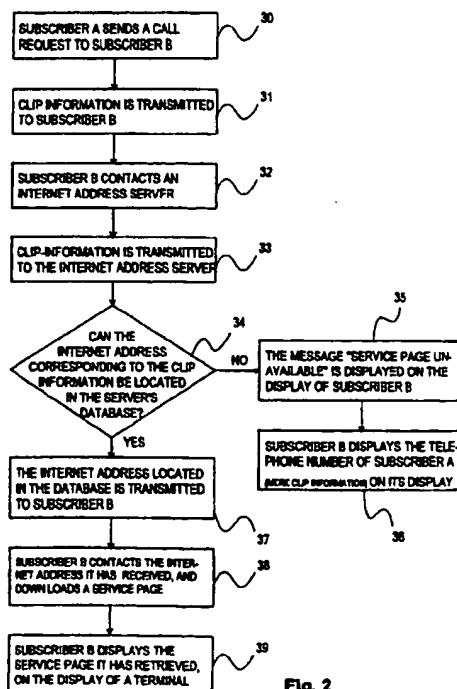 30
SUBSCRIBER A SENDS A CALL
REQUEST TO SUBSCRIBER B
31
CLIP INFORMATION IS TRANSMITTED
TO SUBSCRIBER B
32
SUBSCRIBER B CONTACTS AN
INTERNET ADDRESS SERVER
33
CLIP-INFORMATION IS TRANSMITTED
TO THE INTERNET ADDRESS SERVER
34
CAN THE
INTERNET ADDRESS
CORRESPONDING TO THE CLIP
INFORMATION BE LOCATED
IN THE SERVER'S
DATABASE?
NO
35
THE MESSAGE "SERVICE PAGE UN-
AVAILABLE" IS DISPLAYED ON THE
DISPLAY OF SUBSCRIBER B
SUBSCRIBER B DISPLAYS THE TELE-
PHONE NUMBER OF SUBSCRIBER A
(MERE CLIP INFORMATION) ON ITS DISPLAY
36
YES
THE INTERNET ADDRESS LOCATED
IN THE DATABASE IS TRANSMITTED
TO SUBSCRIBER B
37
38
SUBSCRIBER B CONTACTS THE INTER-
NET ADDRESS IT HAS RECEIVED, AND
DOWN LOADS A SERVICE PAGE
39
SUBSCRIBER B DISPLAYS THE
SERVICE PAGE IT HAS RETRIEVED,
ON THE DISPLAY OF A TERMINAL
Fig. 2